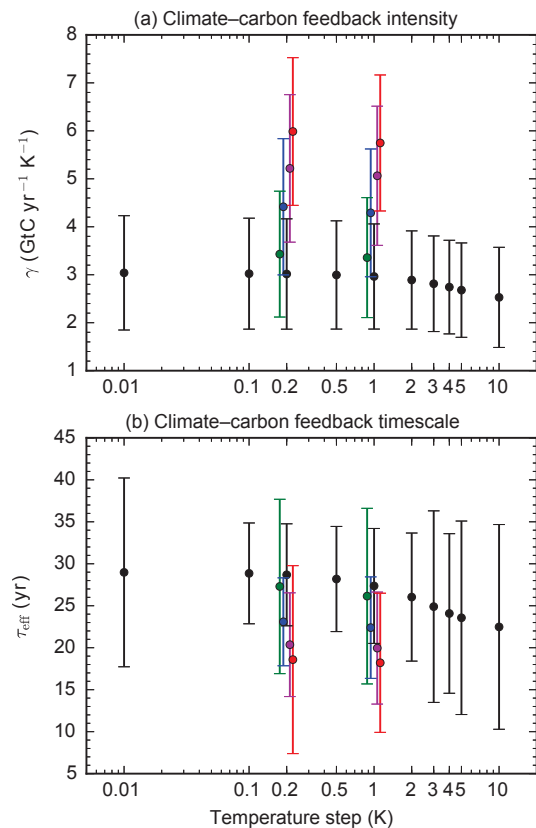 (a) Climate–carbon feedback intensity
8
7
6
5
4
3
2
1
γ (GtC yr⁻¹ K⁻¹)
0.01 0.1 0.2 0.5 1 2 3 4 5 10
(b) Climate–carbon feedback timescale
45
40
35
30
25
20
15
10
5
τeff (yr)
0.01 0.1 0.2 0.5 1 2 3 4 5 10
Temperature step (K)